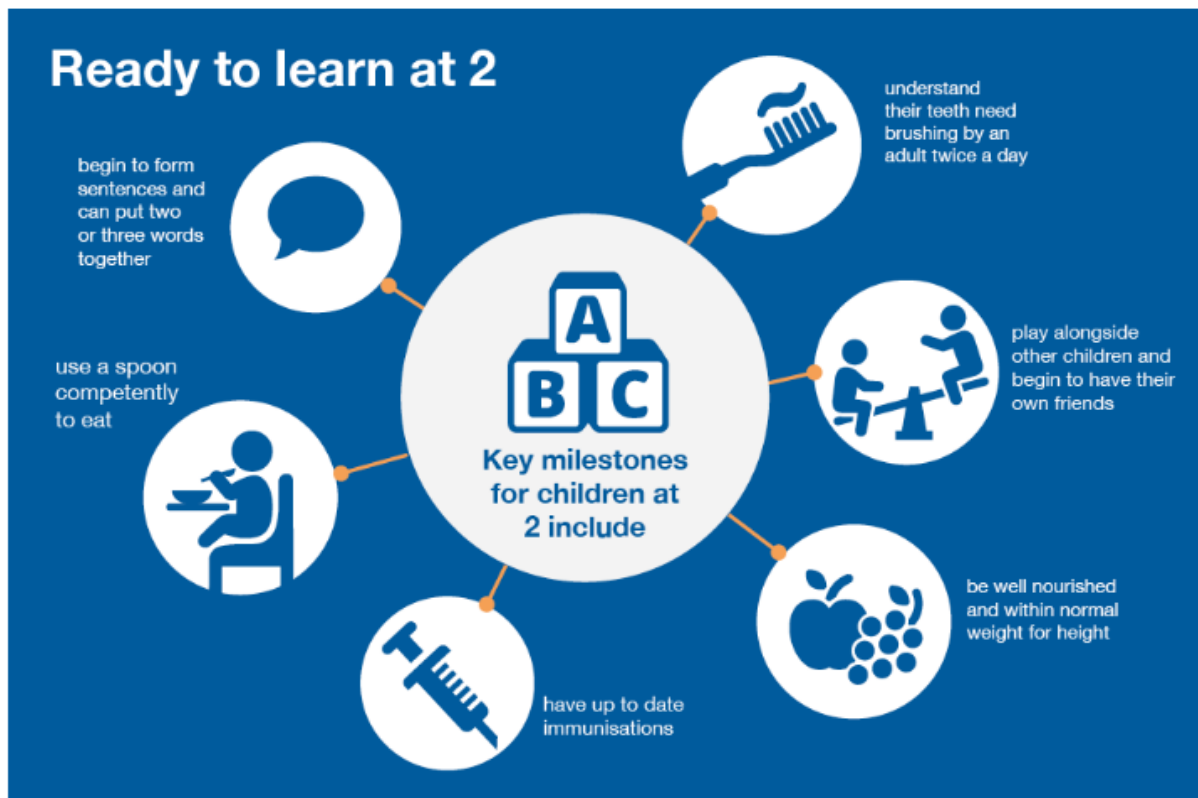 Ready to learn at 2
begin to form
sentences and
can put two
or three words
together
understand
their teeth need
brushing by an
adult twice a day
use a spoon
competently
to eat
A
B C
Key milestones
for children at
2 include
play alongside
other children and
begin to have their
own friends
be well nourished
and within normal
weight for height
have up to date
immunisations